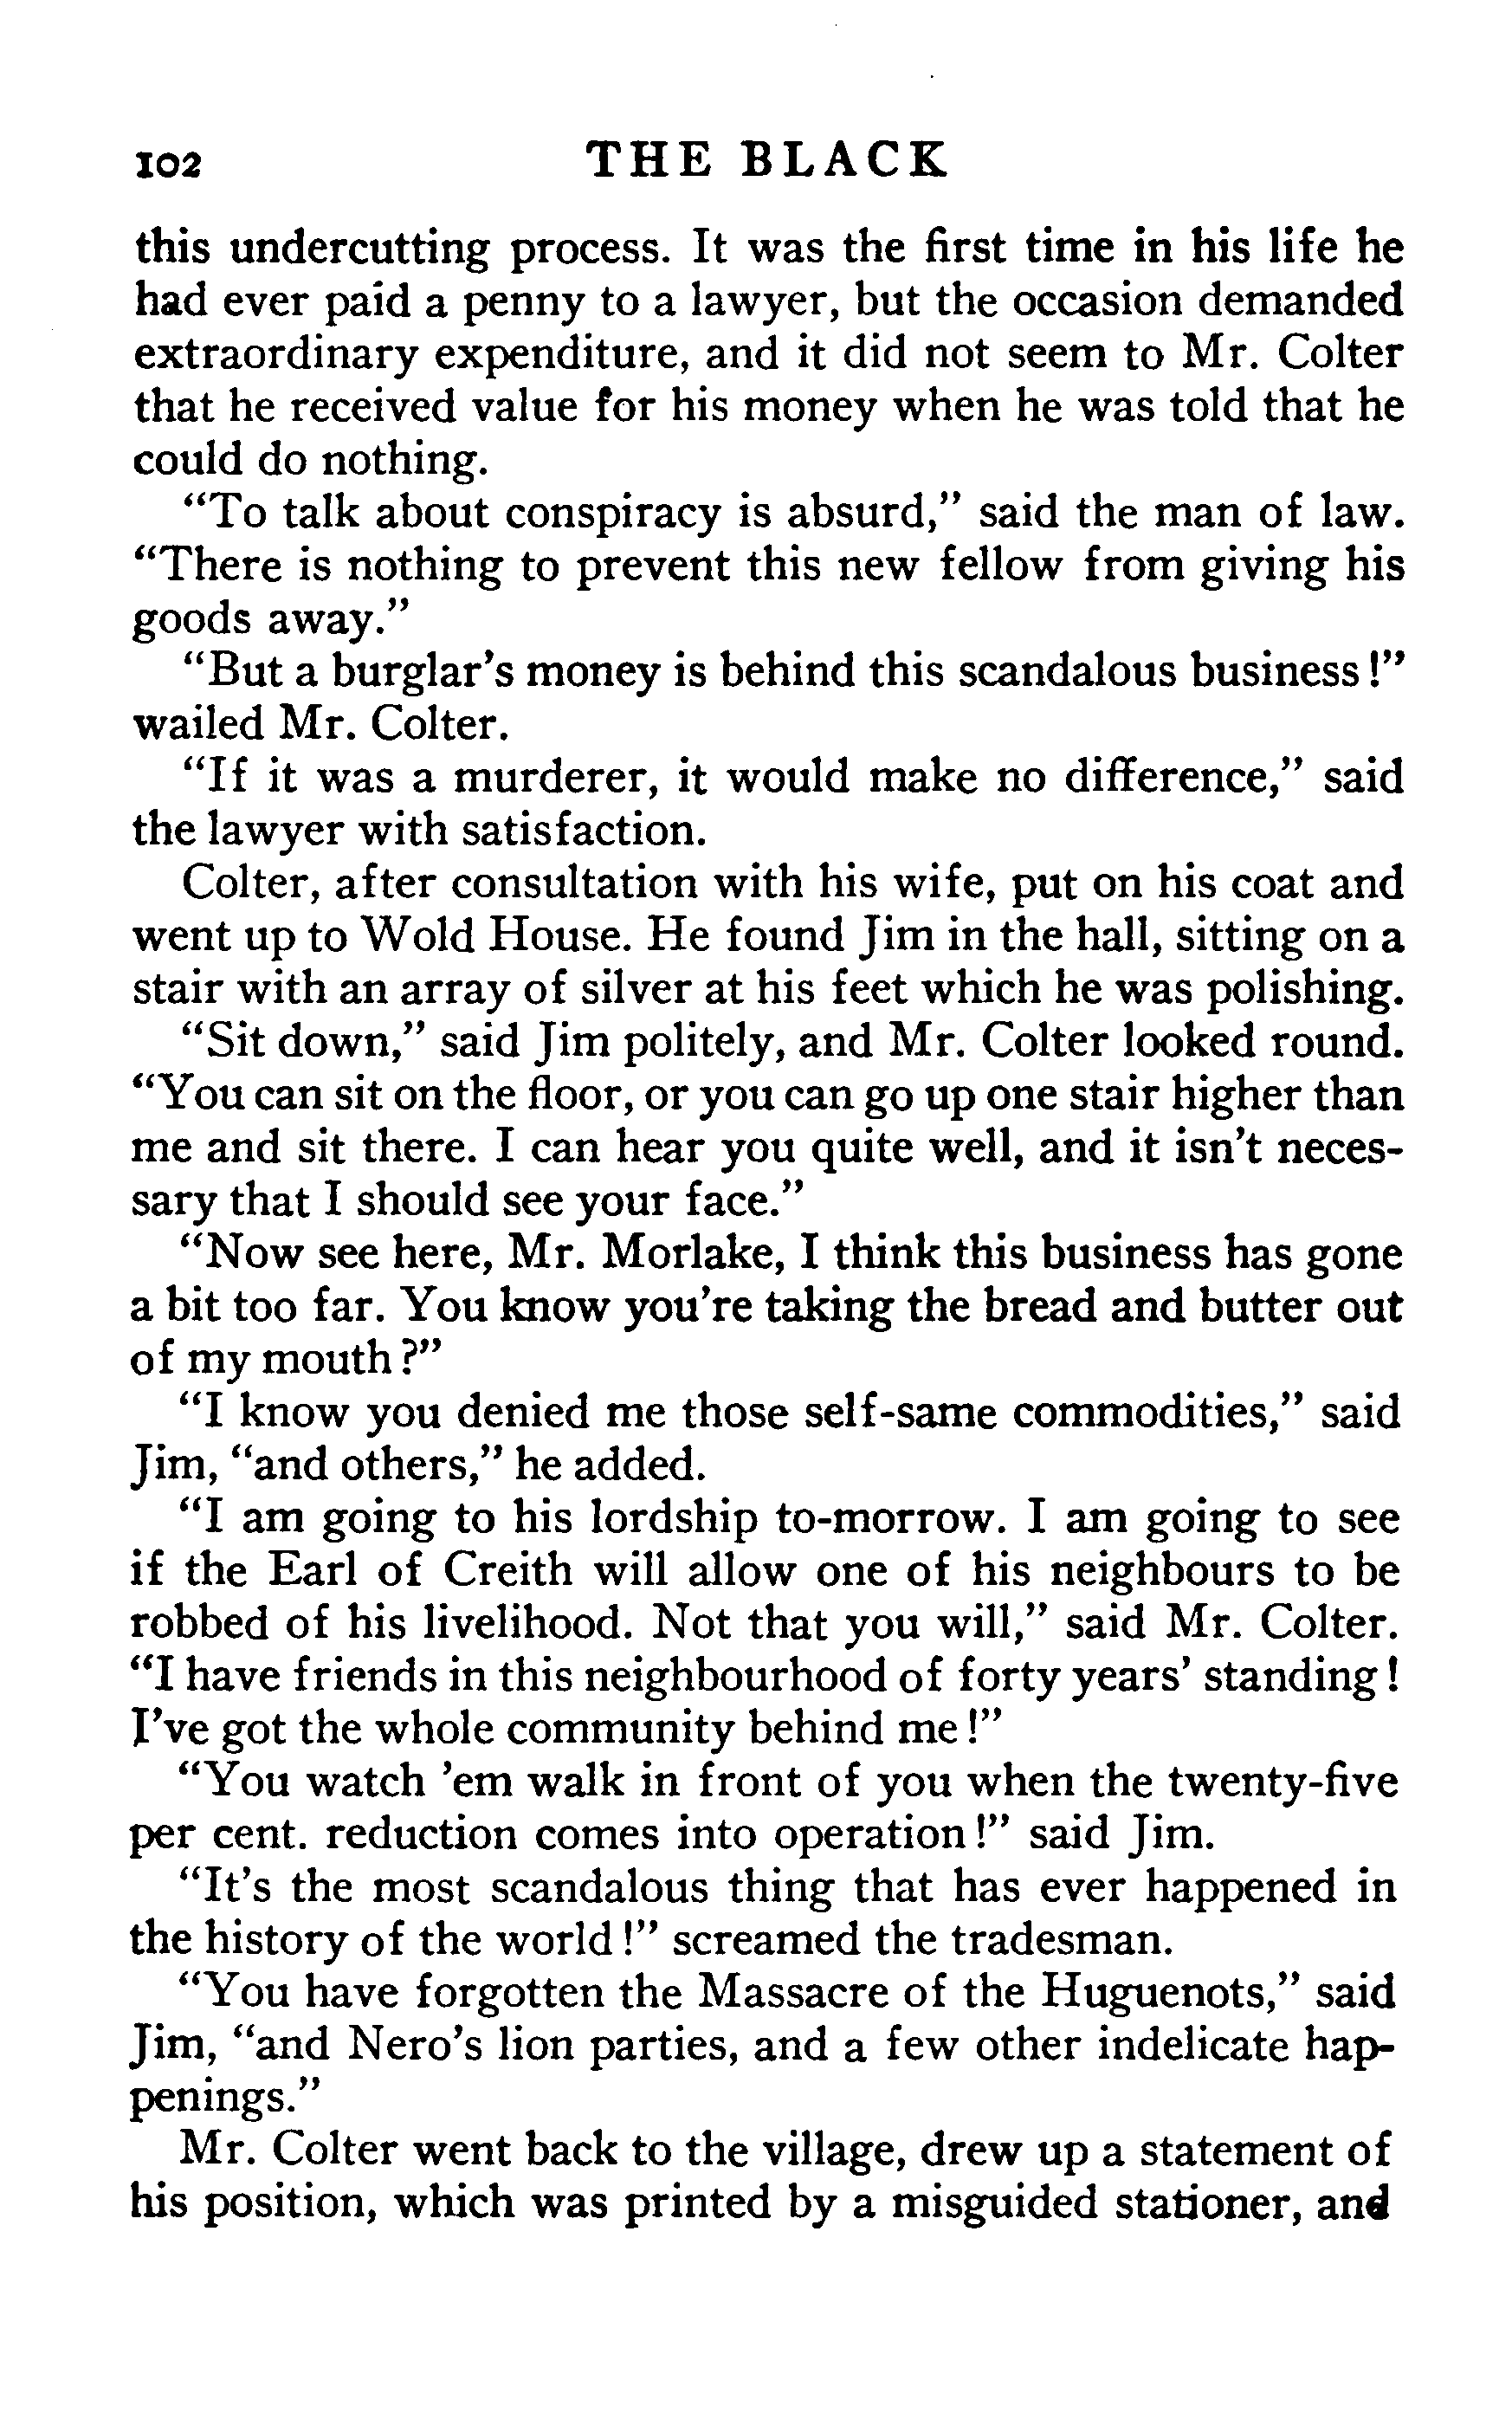 102 THE BLACK
this undercutting process. It was the first time in his life he
had ever paid a penny to a lawyer, but the occasion demanded
extraordinary expenditure, and it did not seem to Mr. Colter
that he received value for his money when he was told that he
could do nothing.
"To talk about conspiracy is absurd," said the man of law.
"There is nothing to prevent this new fellow from giving his
goods away."
"But a burglar's money is behind this scandalous business!"
wailed Mr. Colter.
"If it was a murderer, it would make no difference," said
the lawyer with satisfaction.
Colter, after consultation with his wife, put on his coat and
went up to Wold House. He found Jim in the hall, sitting on a
stair with an array of silver at his feet which he was polishing.
"Sit down," said Jim politely, and Mr. Colter looked round.
"You can sit on the floor, or you can go up one stair higher than
me and sit there. I can hear you quite well, and it isn't neces-
sary that I should see your face."
"Now see here, Mr. Morlake, I think this business has gone
a bit too far. You know you're taking the bread and butter out
of my mouth?"
"I know you denied me those self-same commodities," said
Jim, "and others," he added.
"I am going to his lordship to-morrow. I am going to see
if the Earl of Creith will allow one of his neighbours to be
robbed of his livelihood. Not that you will," said Mr. Colter.
"I have friends in this neighbourhood of forty years' standing!
I've got the whole community behind me!"
"You watch 'em walk in front of you when the twenty-five
per cent. reduction comes into operation!" said Jim.
"It's the most scandalous thing that has ever happened in
the history of the world!" screamed the tradesman.
"You have forgotten the Massacre of the Huguenots," said
Jim, "and Nero's lion parties, and a few other indelicate hap-
penings."
Mr. Colter went back to the village, drew up a statement of
his position, which was printed by a misguided stationer, and